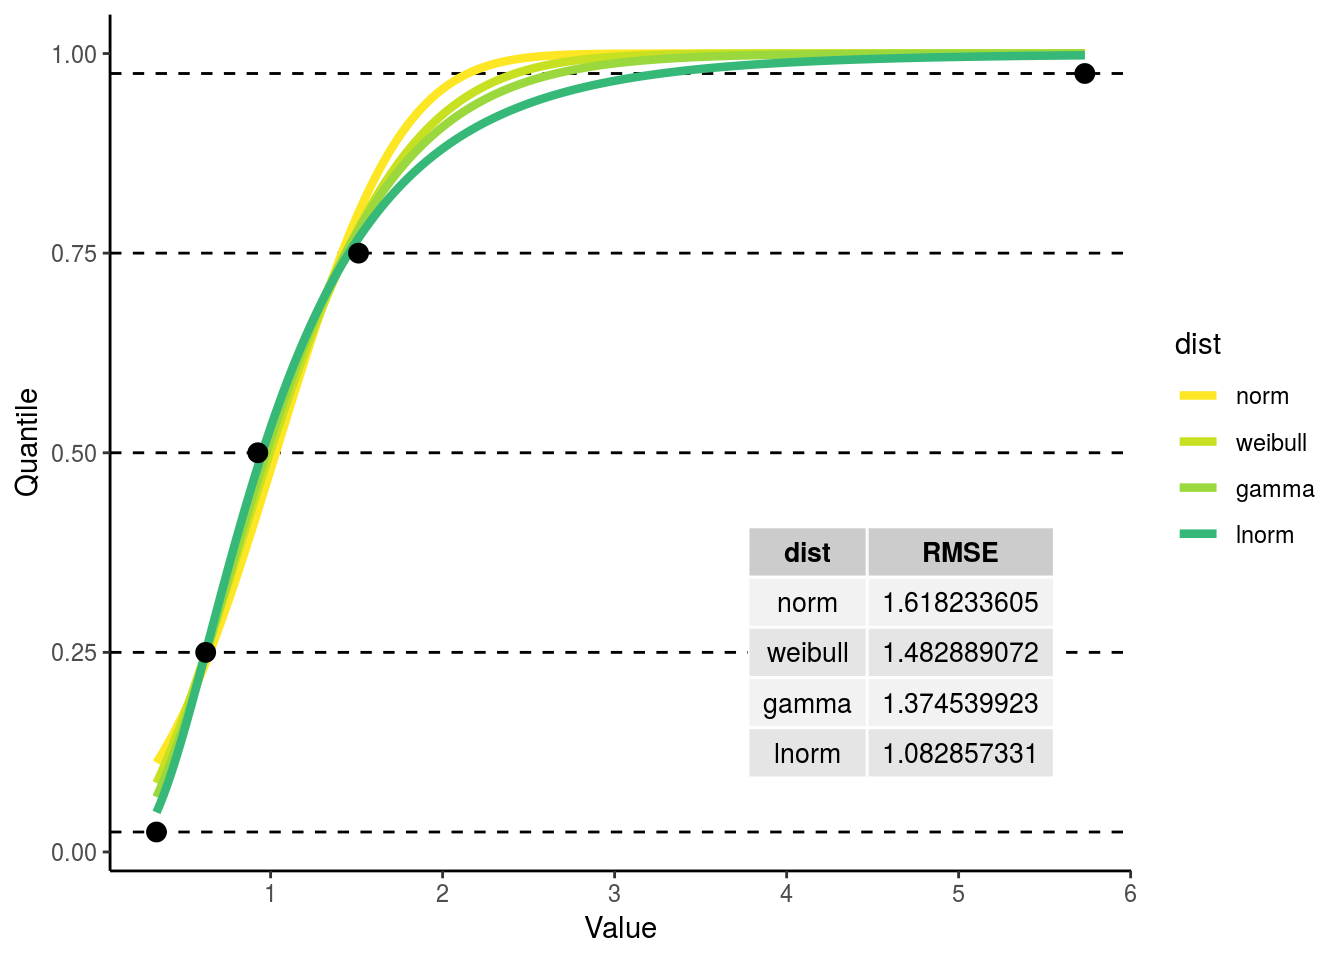 1.00
0.75
0.50
0.25
0.00
Quantile
1 2 3 4 5 6
Value
dist
norm
weibull
gamma
lnorm
dist RMSE
norm 1.618233605
weibull 1.482889072
gamma 1.374539923
lnorm 1.082857331